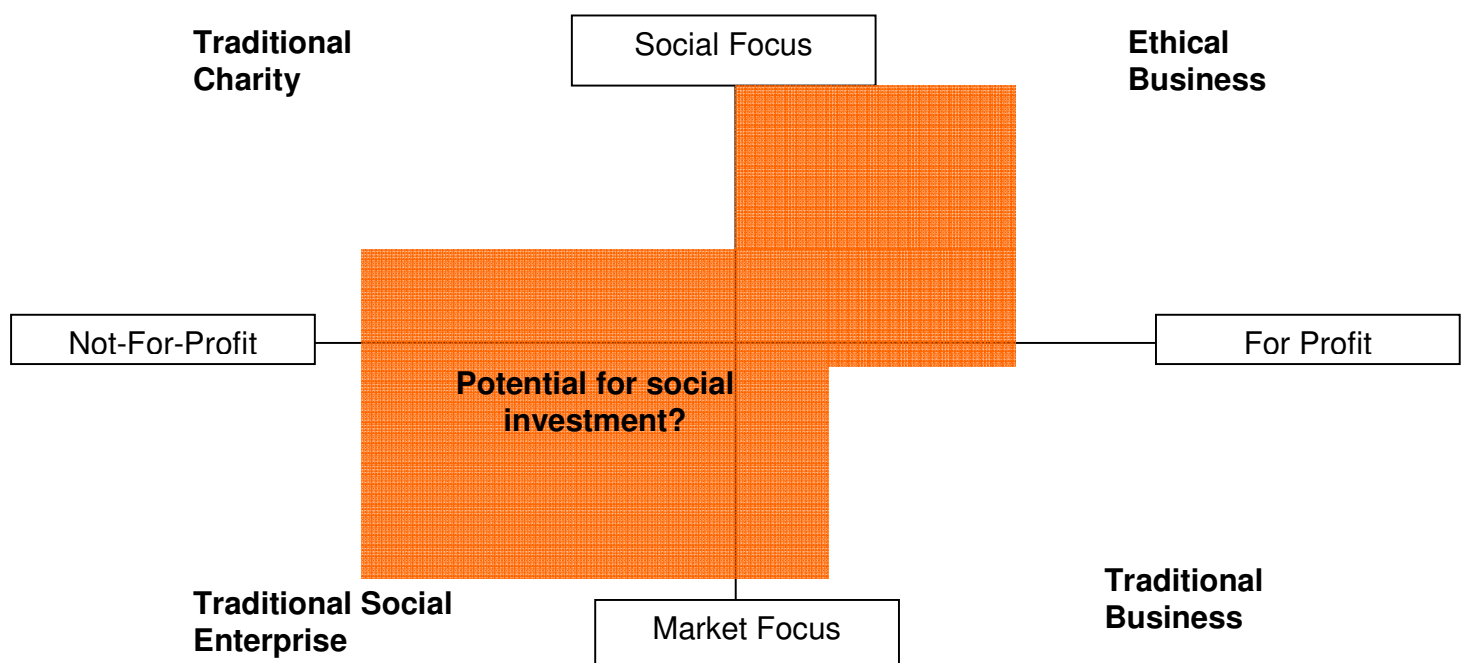 Traditional
Charity
Social Focus
Ethical
Business
Not-For-Profit
For Profit
Potential for social
investment?
Traditional Social
Enterprise
Market Focus
Traditional
Business